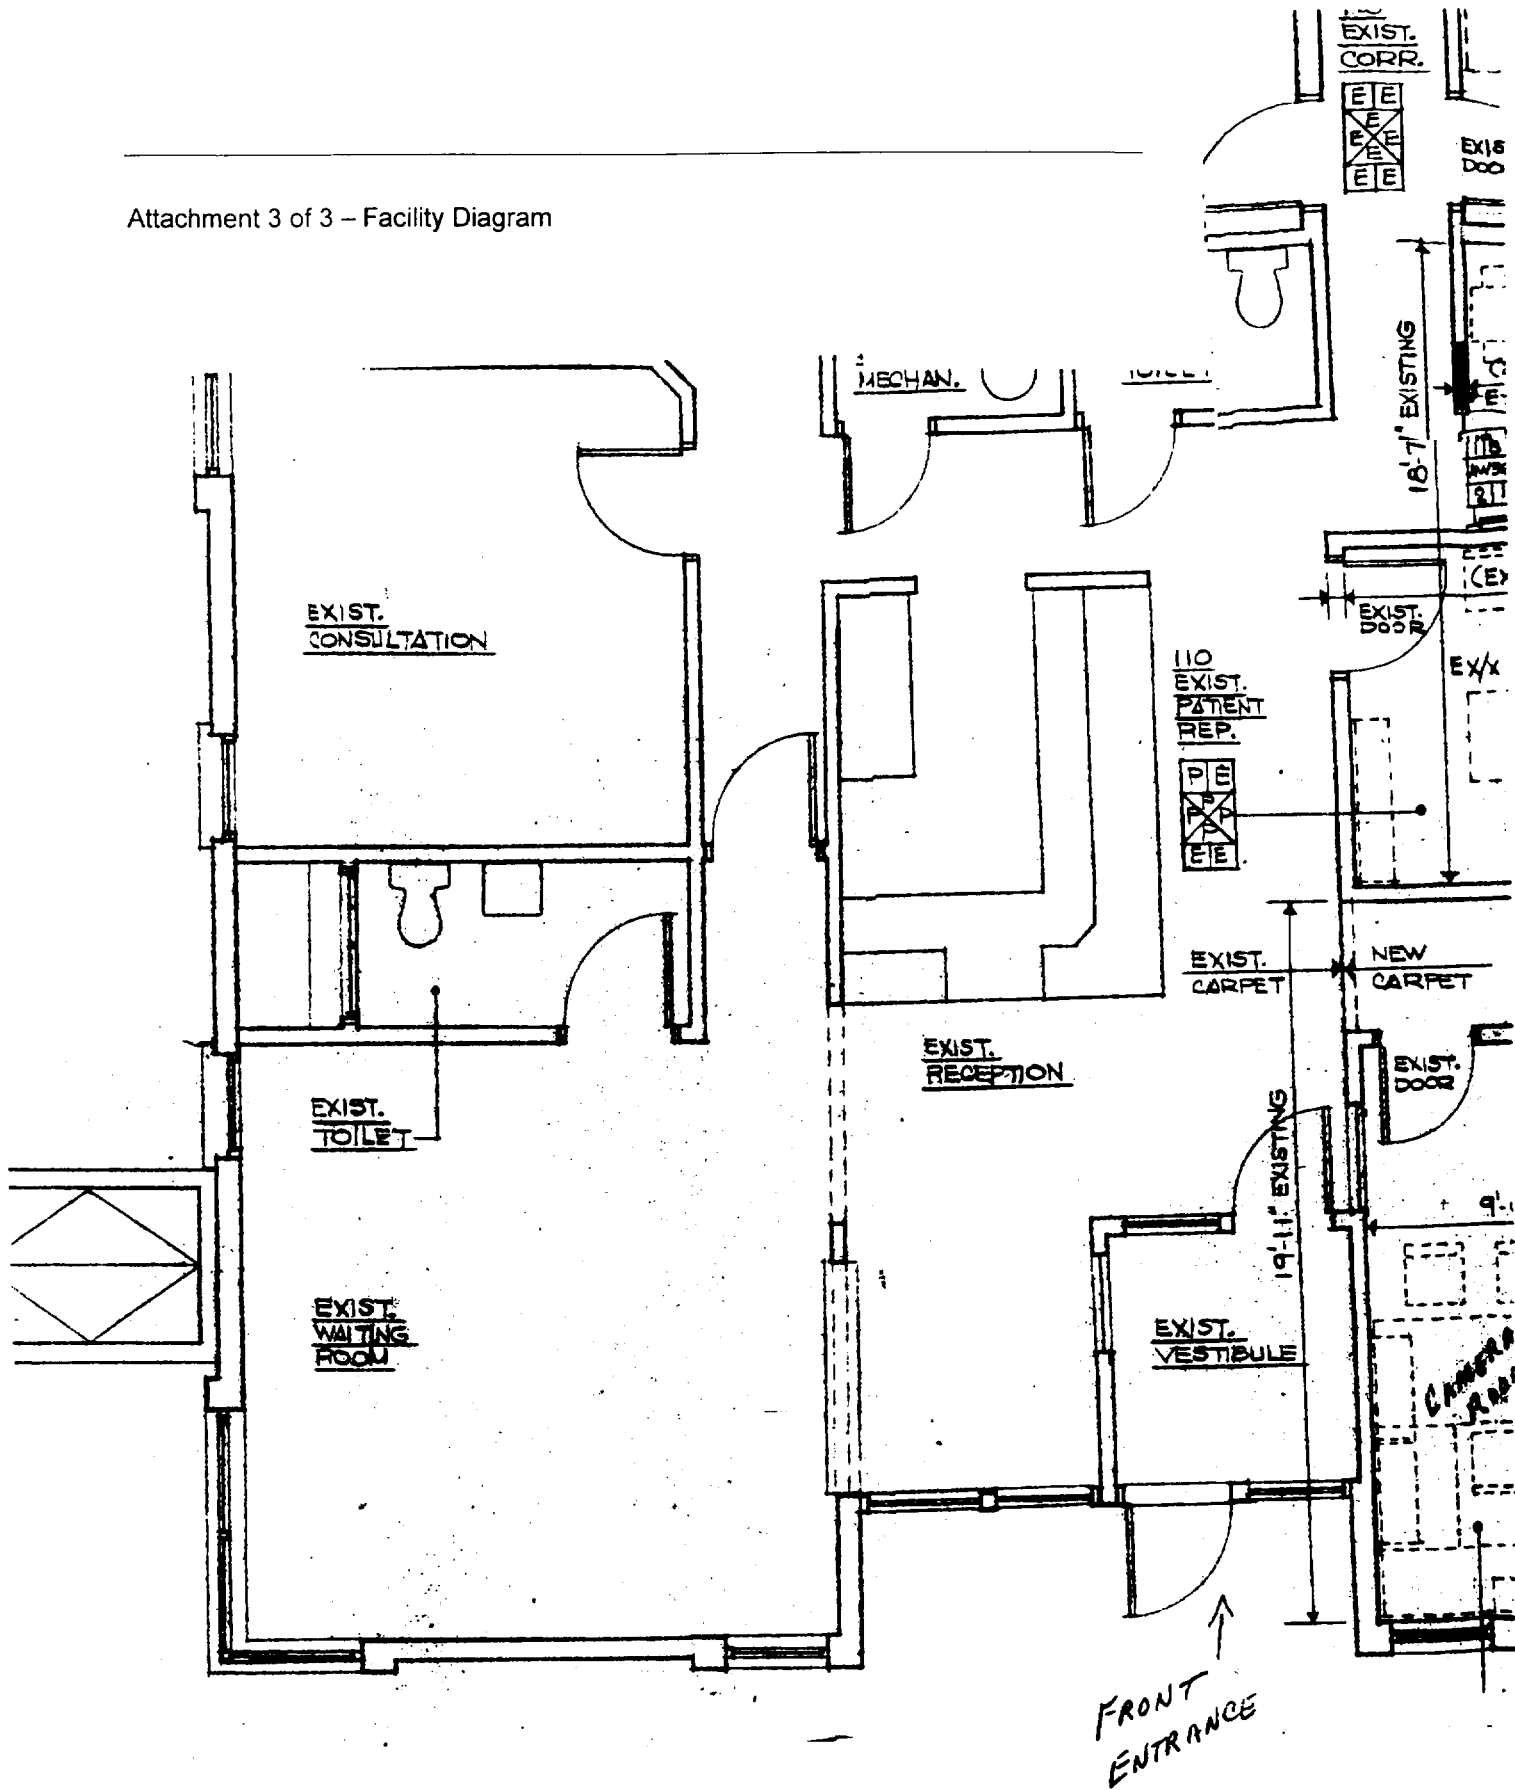 EXIST.
CORR.
E E
E
E E
E
E E
Attachment 3 of 3 – Facility Diagram
MECHAN.
18'-7 1" EXISTING
EXIST.
CONSULTATION
EXIST.
DOOR
110
EXIST.
PATIENT
REP.
P E
P
P P
P
E E
EXIST.
CARPET
NEW
CARPET
EXIST.
RECEPTION
EXIST.
DOOR
EXIST.
TOILET
19'-11" EXISTING
EXIST.
WAITING
ROOM
EXIST.
VESTIBULE
CAMERA
FRONT
ENTRANCE